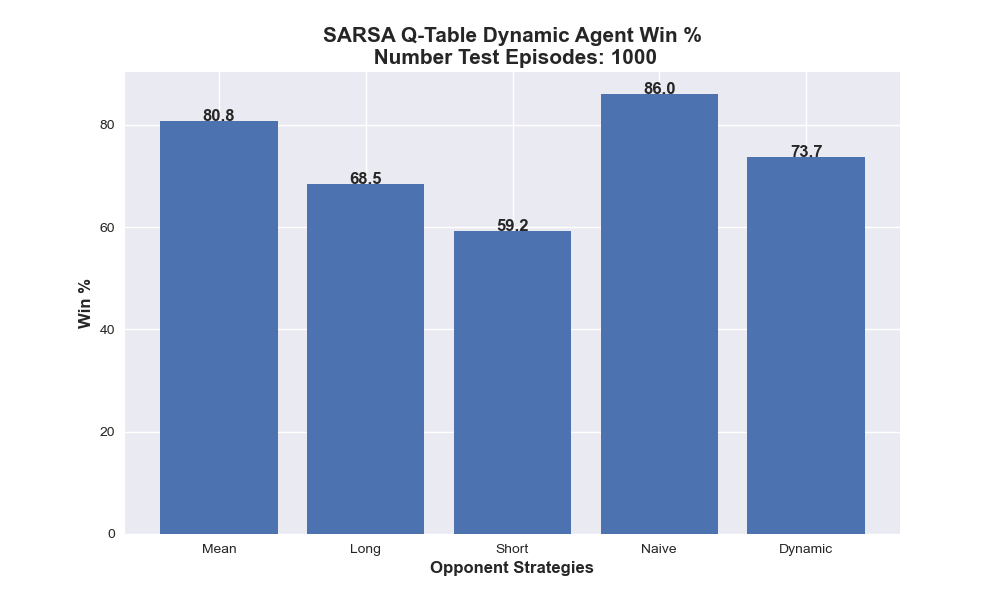 SARSA Q-Table Dynamic Agent Win %
Number Test Episodes: 1000
80.8
68.5
59.2
86.0
73.7
80
60
40
20
0
Win %
Mean
Long
Short
Naive
Dynamic
Opponent Strategies